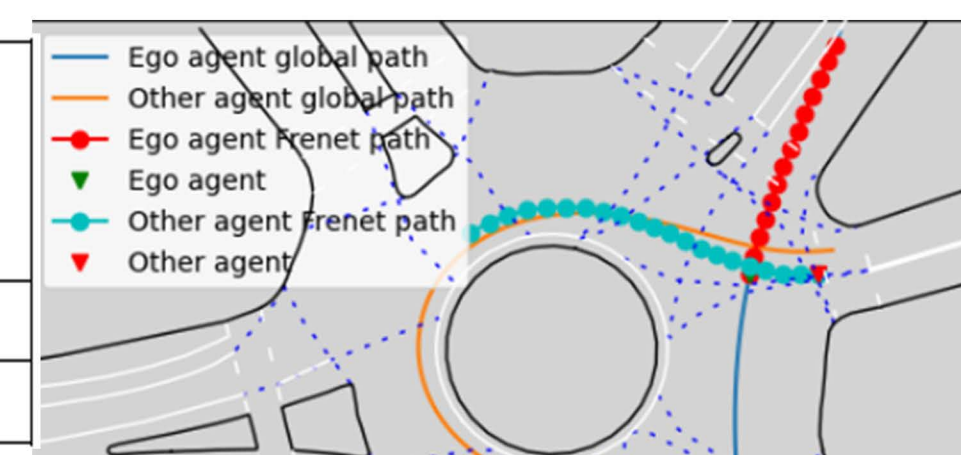 Ego agent global path
Other agent global path
Ego agent Frenet path
Ego agent
Other agent Frenet path
Other agent